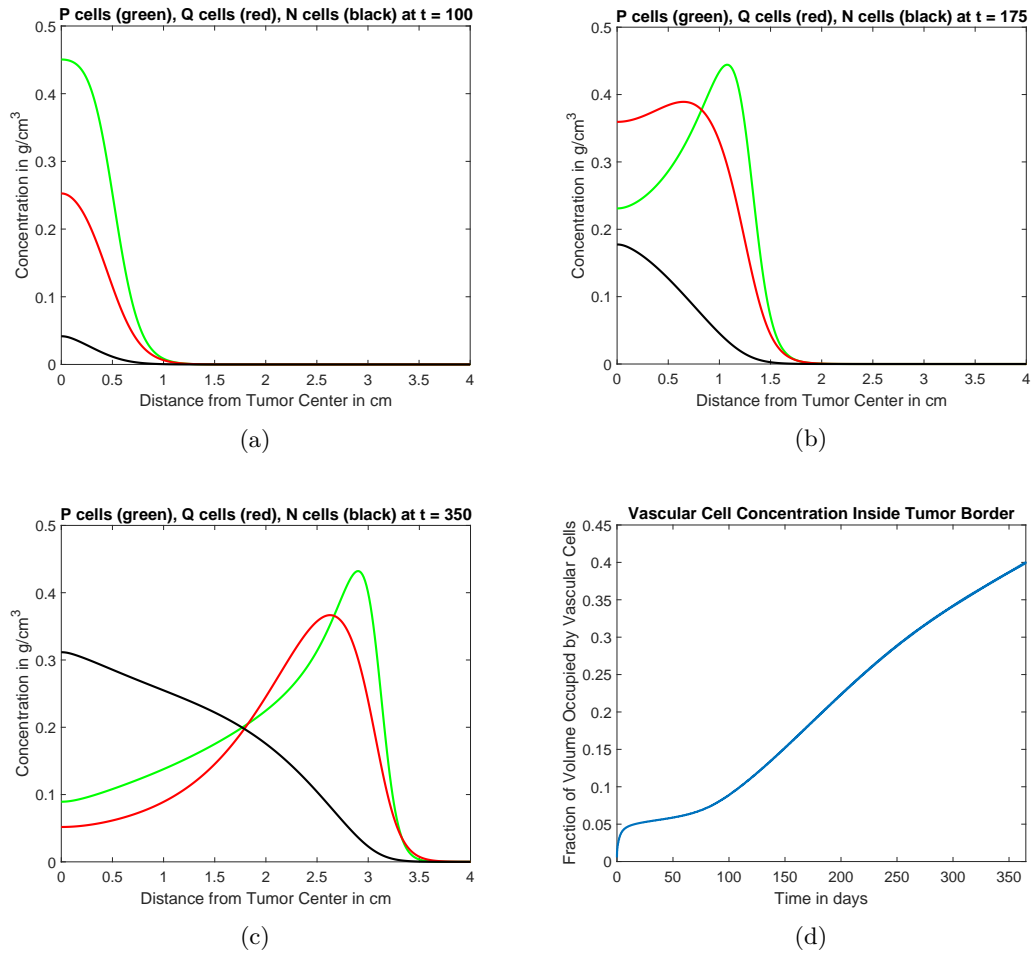 P cells (green), Q cells (red), N cells (black) at t = 100
Concentration in g/cm³
0.5
0.4
0.3
0.2
0.1
0
0 0.5 1 1.5 2 2.5 3 3.5 4
Distance from Tumor Center in cm
(a)
P cells (green), Q cells (red), N cells (black) at t = 175
Concentration in g/cm³
0.5
0.4
0.3
0.2
0.1
0
0 0.5 1 1.5 2 2.5 3 3.5 4
Distance from Tumor Center in cm
(b)
P cells (green), Q cells (red), N cells (black) at t = 350
Concentration in g/cm³
0.5
0.4
0.3
0.2
0.1
0
0 0.5 1 1.5 2 2.5 3 3.5 4
Distance from Tumor Center in cm
(c)
Vascular Cell Concentration Inside Tumor Border
Fraction of Volume Occupied by Vascular Cells
0.45
0.4
0.35
0.3
0.25
0.2
0.15
0.1
0.05
0
0 50 100 150 200 250 300 350
Time in days
(d)